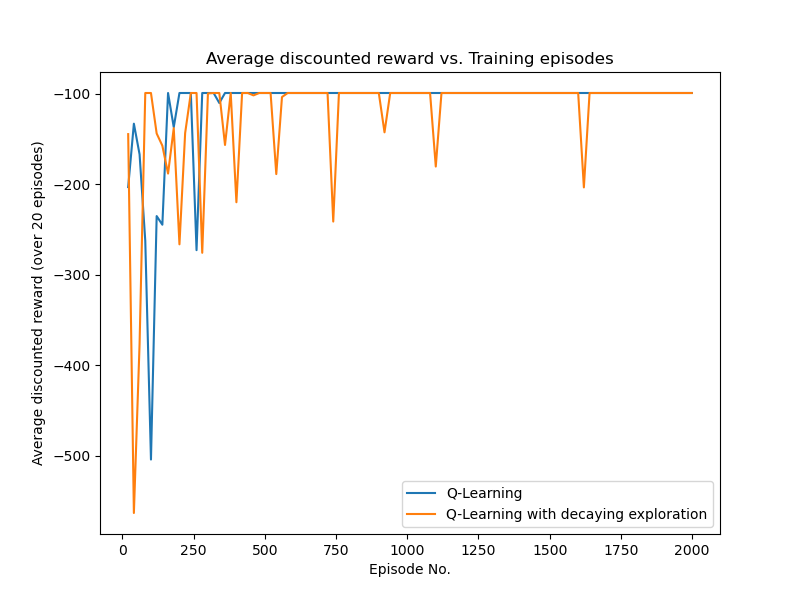 Average discounted reward vs. Training episodes
Average discounted reward (over 20 episodes)
−100
−200
−300
−400
−500
Q-Learning
Q-Learning with decaying exploration
0 250 500 750 1000 1250 1500 1750 2000
Episode No.